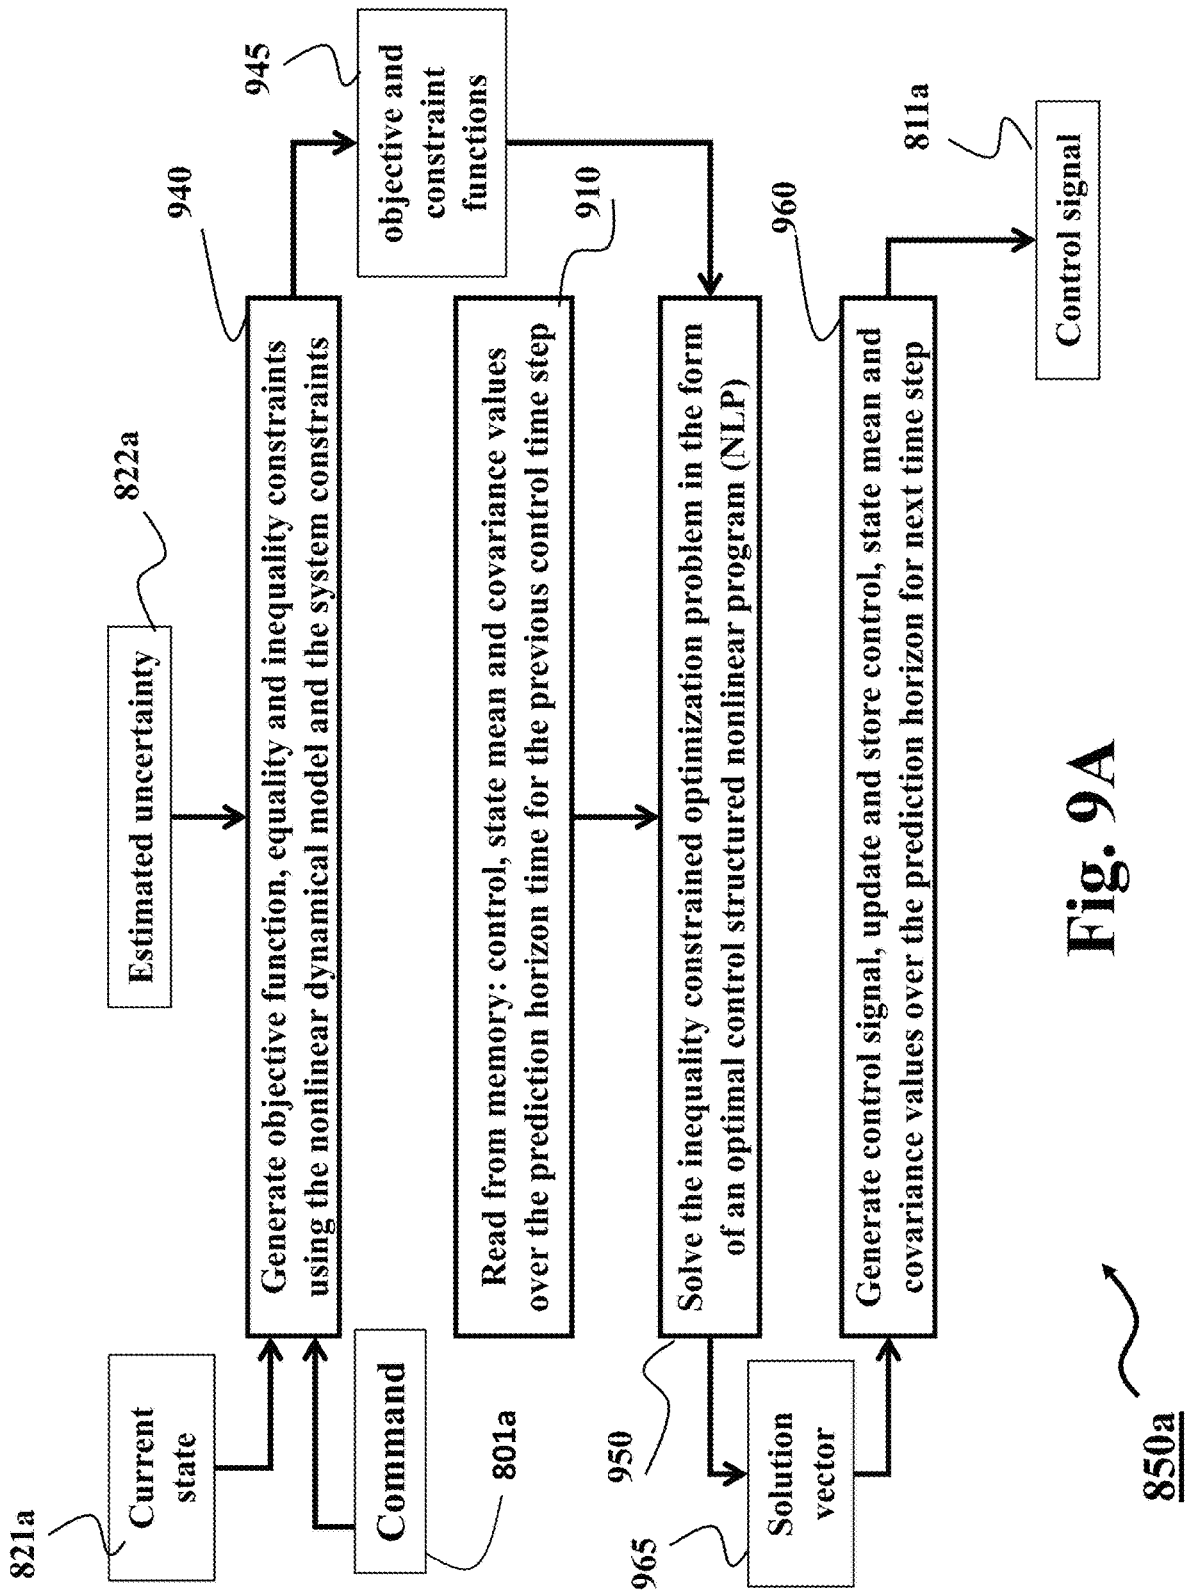 821a
Current
state
Estimated uncertainty
822a
Command
801a
940
Generate objective function, equality and inequality constraints
using the nonlinear dynamical model and the system constraints
945
objective and
constraint
functions
910
Read from memory: control, state mean and covariance values
over the prediction horizon time for the previous control time step
950
Solve the inequality constrained optimization problem in the form
of an optimal control structured nonlinear program (NLP)
965
Solution
vector
960
Generate control signal, update and store control, state mean and
covariance values over the prediction horizon for next time step
811a
Control signal
850a
Fig. 9A